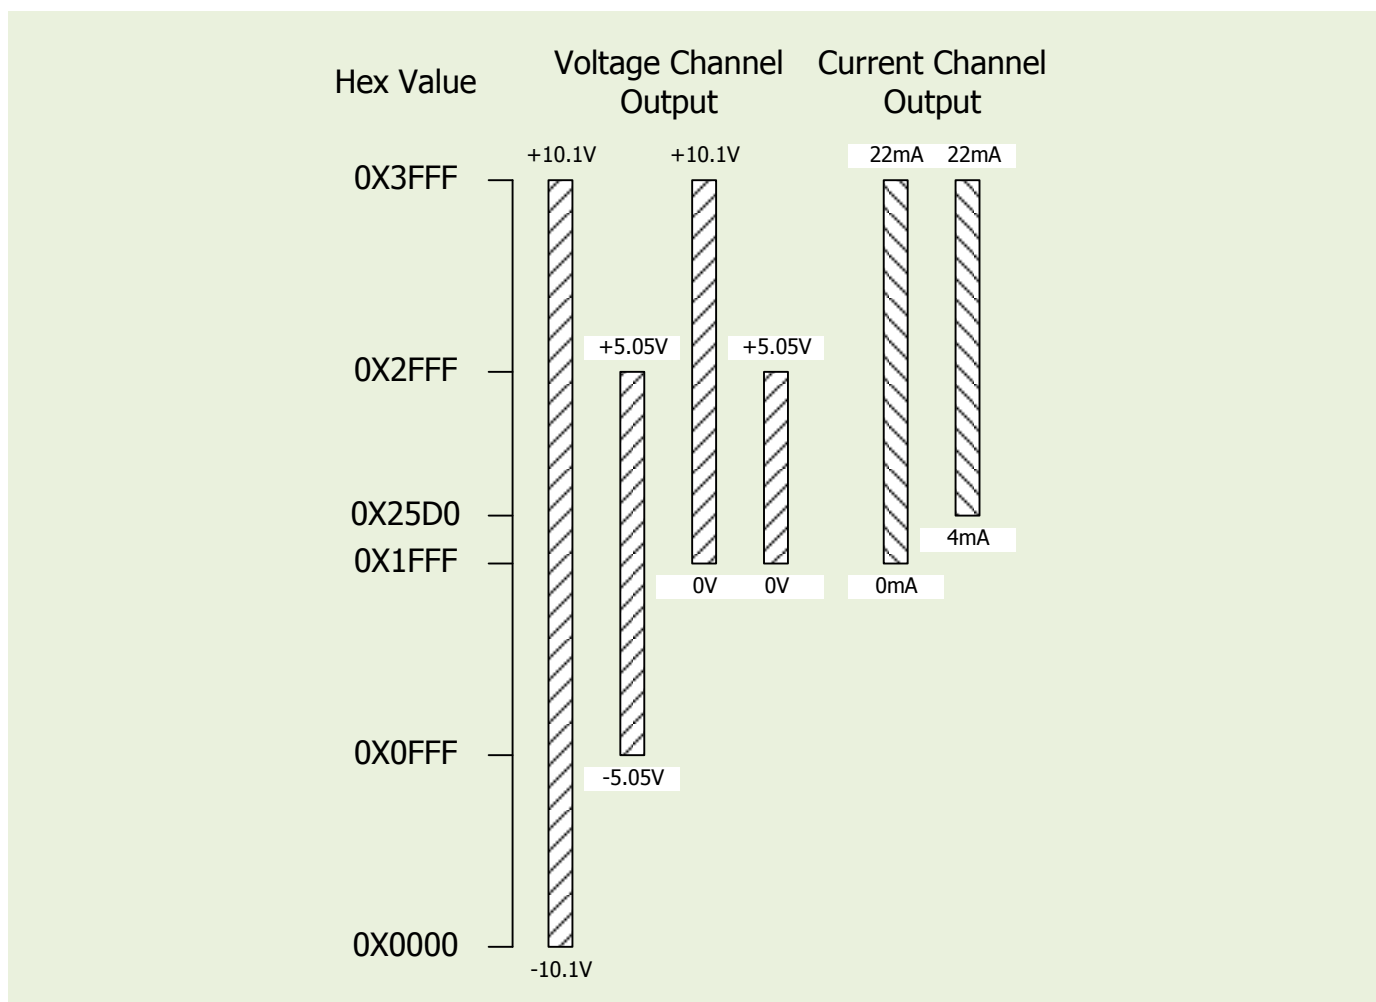 Hex Value
Voltage Channel
Output
Current Channel
Output
+10.1V
+10.1V
22mA
22mA
0X3FFF
+5.05V
+5.05V
0X2FFF
0X25D0
4mA
0X1FFF
0V
0V
0mA
0X0FFF
-5.05V
0X0000
-10.1V